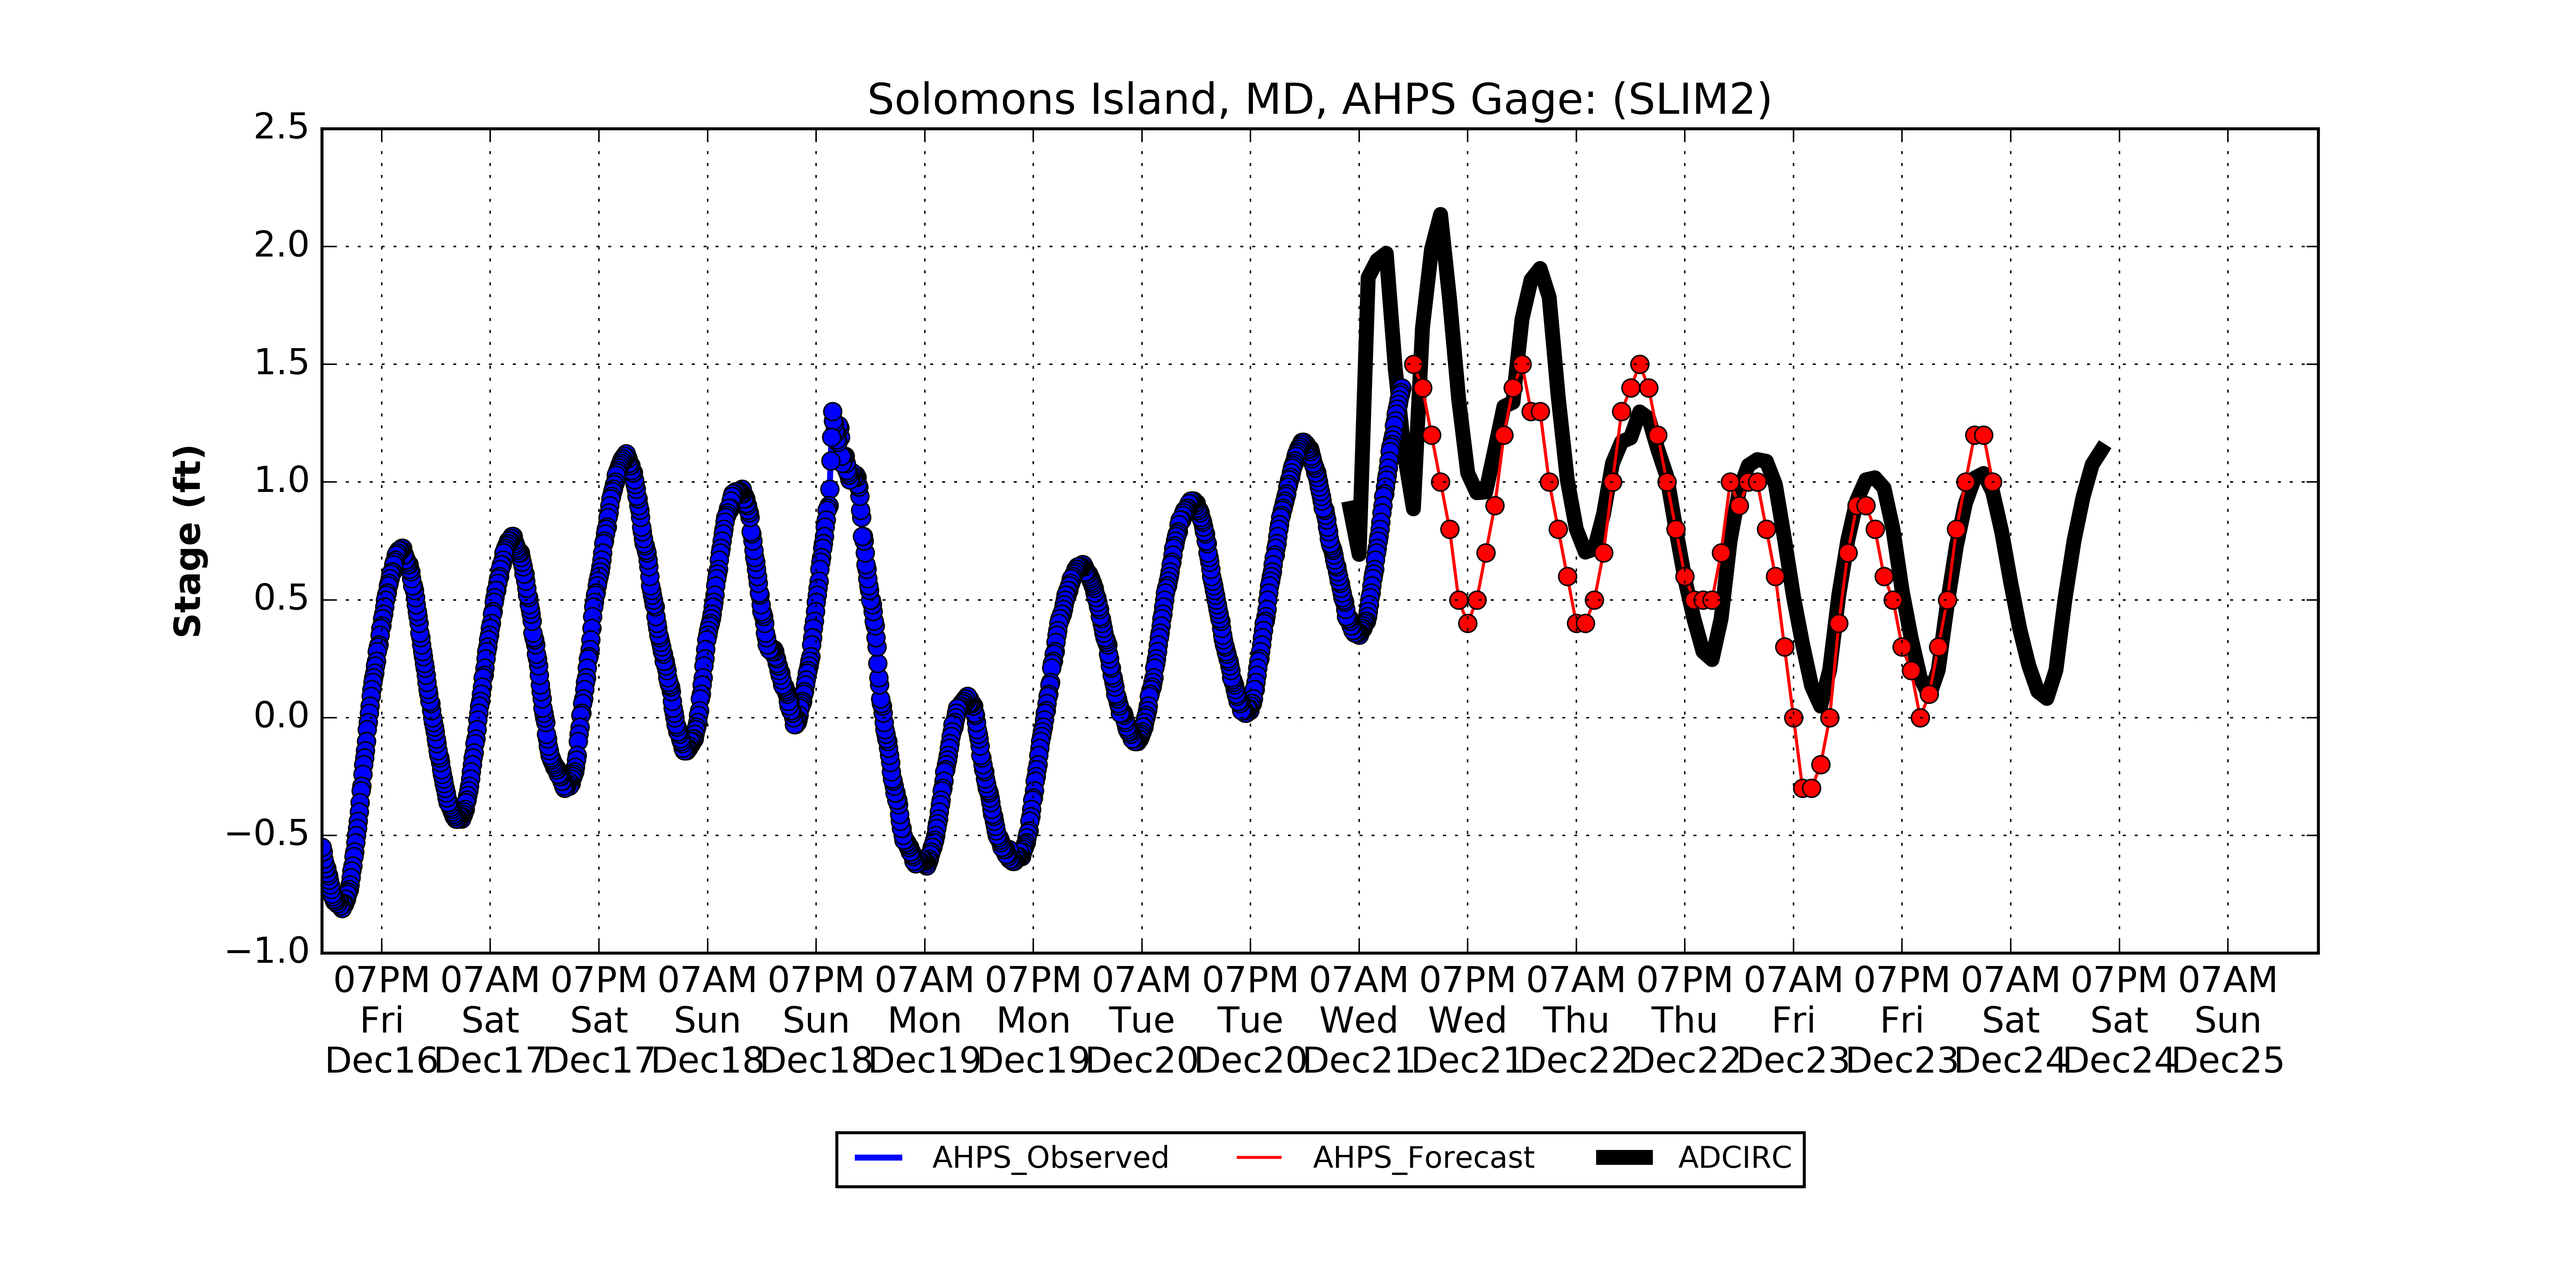 Solomons Island, MD, AHPS Gage: (SLIM2)
Stage (ft)
2.5
2.0
1.5
1.0
0.5
0.0
−0.5
−1.0
07PM 07AM 07PM 07AM 07PM 07AM 07PM 07AM 07PM 07AM 07PM 07AM 07PM 07AM 07PM 07AM 07PM 07AM
Fri Sat Sat Sun Sun Mon Mon Tue Tue Wed Wed Thu Thu Fri Fri Sat Sat Sun
Dec16 Dec17 Dec17 Dec18 Dec18 Dec19 Dec19 Dec20 Dec20 Dec21 Dec21 Dec22 Dec22 Dec23 Dec23 Dec24 Dec24 Dec25
AHPS_Observed AHPS_Forecast ADCIRC